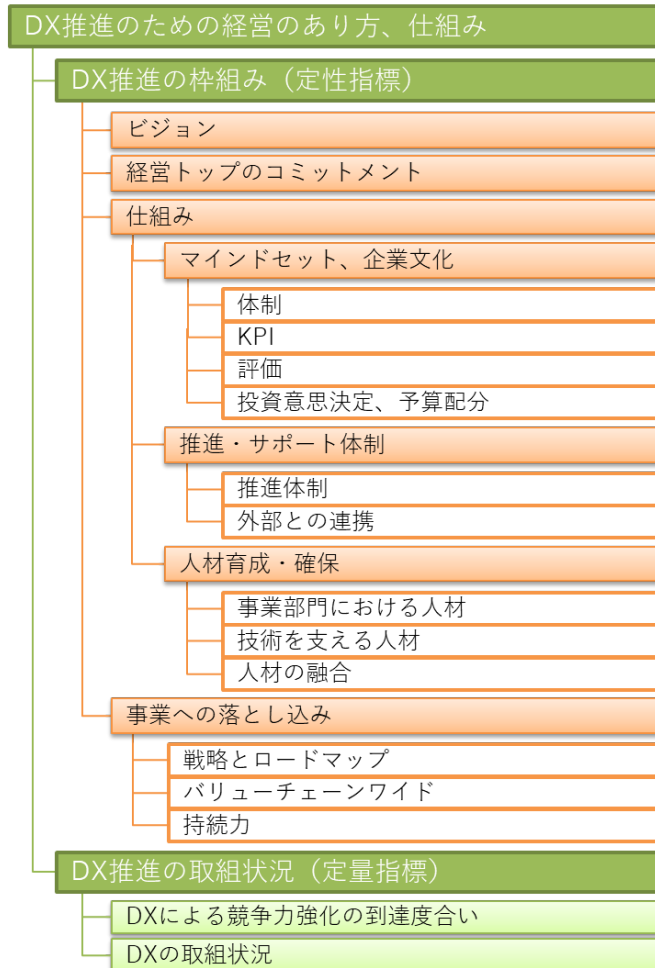 DX推進のための経営のあり方、仕組み
DX推進の枠組み（定性指標）
ビジョン
経営トップのコミットメント
仕組み
マインドセット、企業文化
体制
KPI
評価
投資意思決定、予算配分
推進・サポート体制
推進体制
外部との連携
人材育成・確保
事業部門における人材
技術を支える人材
人材の融合
事業への落とし込み
戦略とロードマップ
バリューチェーンワイド
持続力
DX推進の取組状況（定量指標）
DXによる競争力強化の到達度合い
DXの取組状況